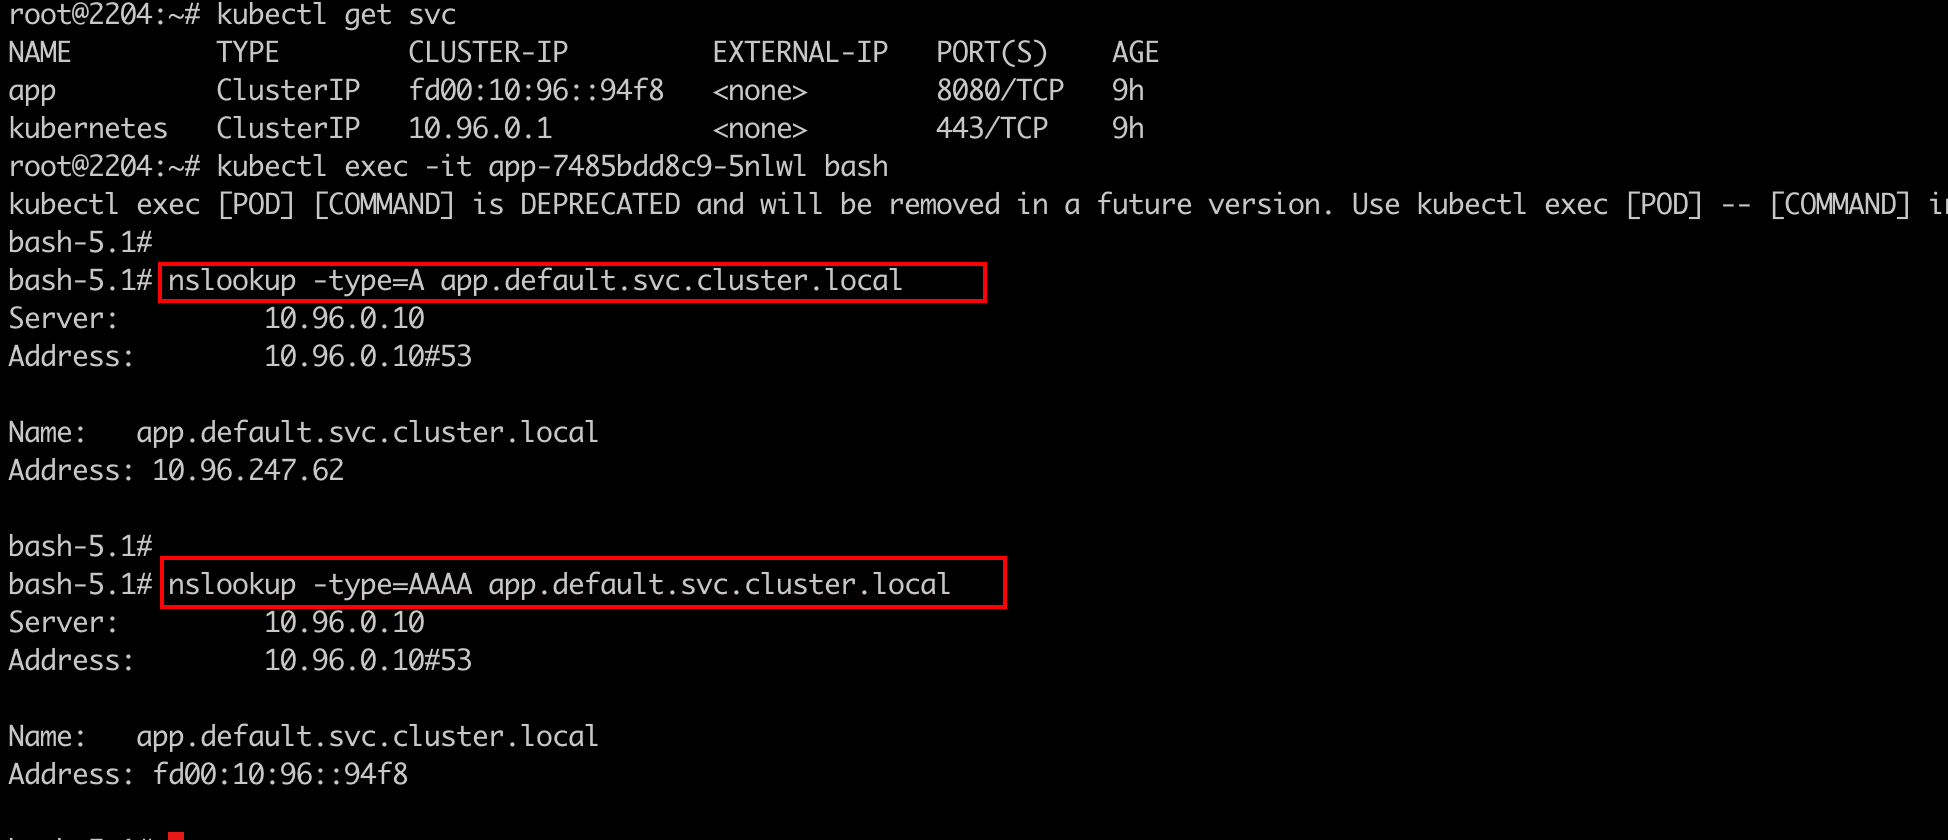 root@2204:~# kubectl get svc
NAME         TYPE        CLUSTER-IP         EXTERNAL-IP   PORT(S)    AGE
app          ClusterIP   fd00:10:96::94f8   <none>        8080/TCP   9h
kubernetes   ClusterIP   10.96.0.1          <none>        443/TCP    9h
root@2204:~# kubectl exec -it app-7485bdd8c9-5nlwl bash
kubectl exec [POD] [COMMAND] is DEPRECATED and will be removed in a future version. Use kubectl exec [POD] -- [COMMAND]
bash-5.1#
bash-5.1# nslookup -type=A app.default.svc.cluster.local
Server:         10.96.0.10
Address:        10.96.0.10#53
Name:   app.default.svc.cluster.local
Address: 10.96.247.62
bash-5.1#
bash-5.1# nslookup -type=AAAA app.default.svc.cluster.local
Server:         10.96.0.10
Address:        10.96.0.10#53
Name:   app.default.svc.cluster.local
Address: fd00:10:96::94f8